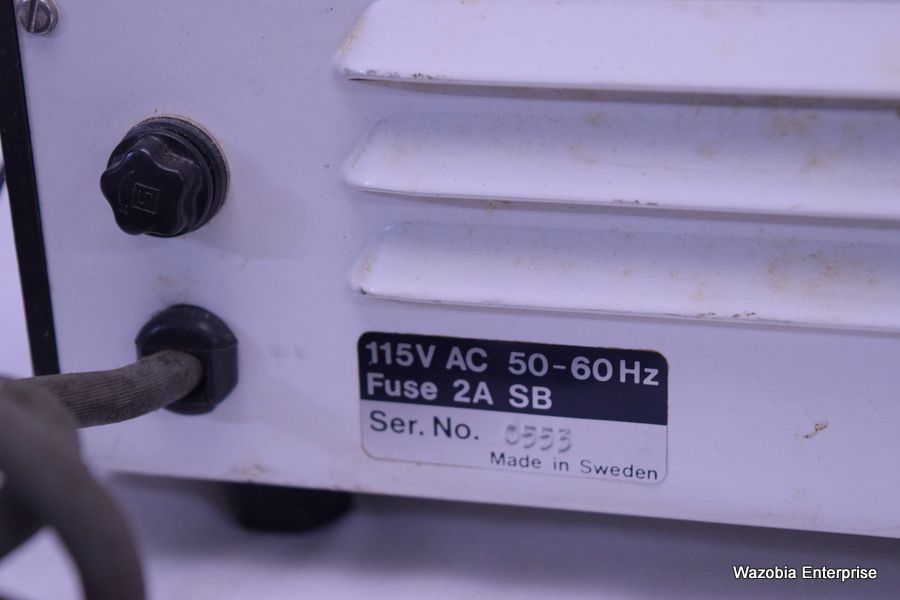 115V AC 50-60Hz
Fuse 2A SB
Ser. No. 0553
Made in Sweden
Wazobia Enterprise